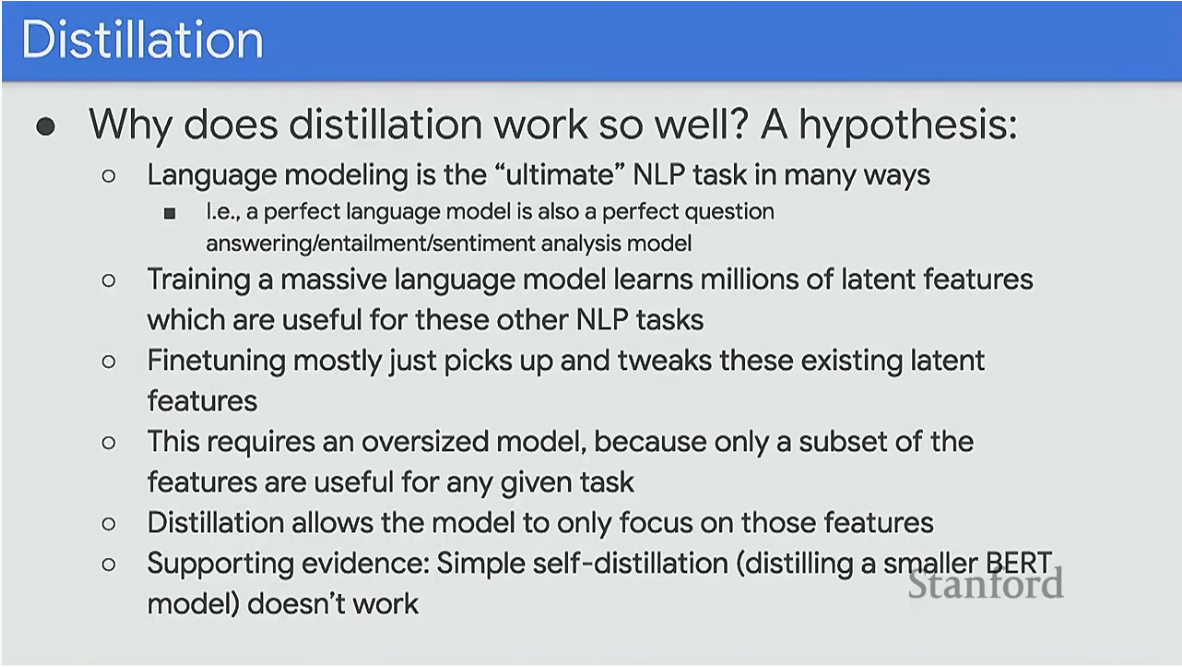 Distillation
● Why does distillation work so well? A hypothesis:
○ Language modeling is the “ultimate” NLP task in many ways
■ I.e., a perfect language model is also a perfect question
answering/entailment/sentiment analysis model
○ Training a massive language model learns millions of latent features
which are useful for these other NLP tasks
○ Finetuning mostly just picks up and tweaks these existing latent
features
○ This requires an oversized model, because only a subset of the
features are useful for any given task
○ Distillation allows the model to only focus on those features
○ Supporting evidence: Simple self-distillation (distilling a smaller BERT
model) doesn’t work
Stanford